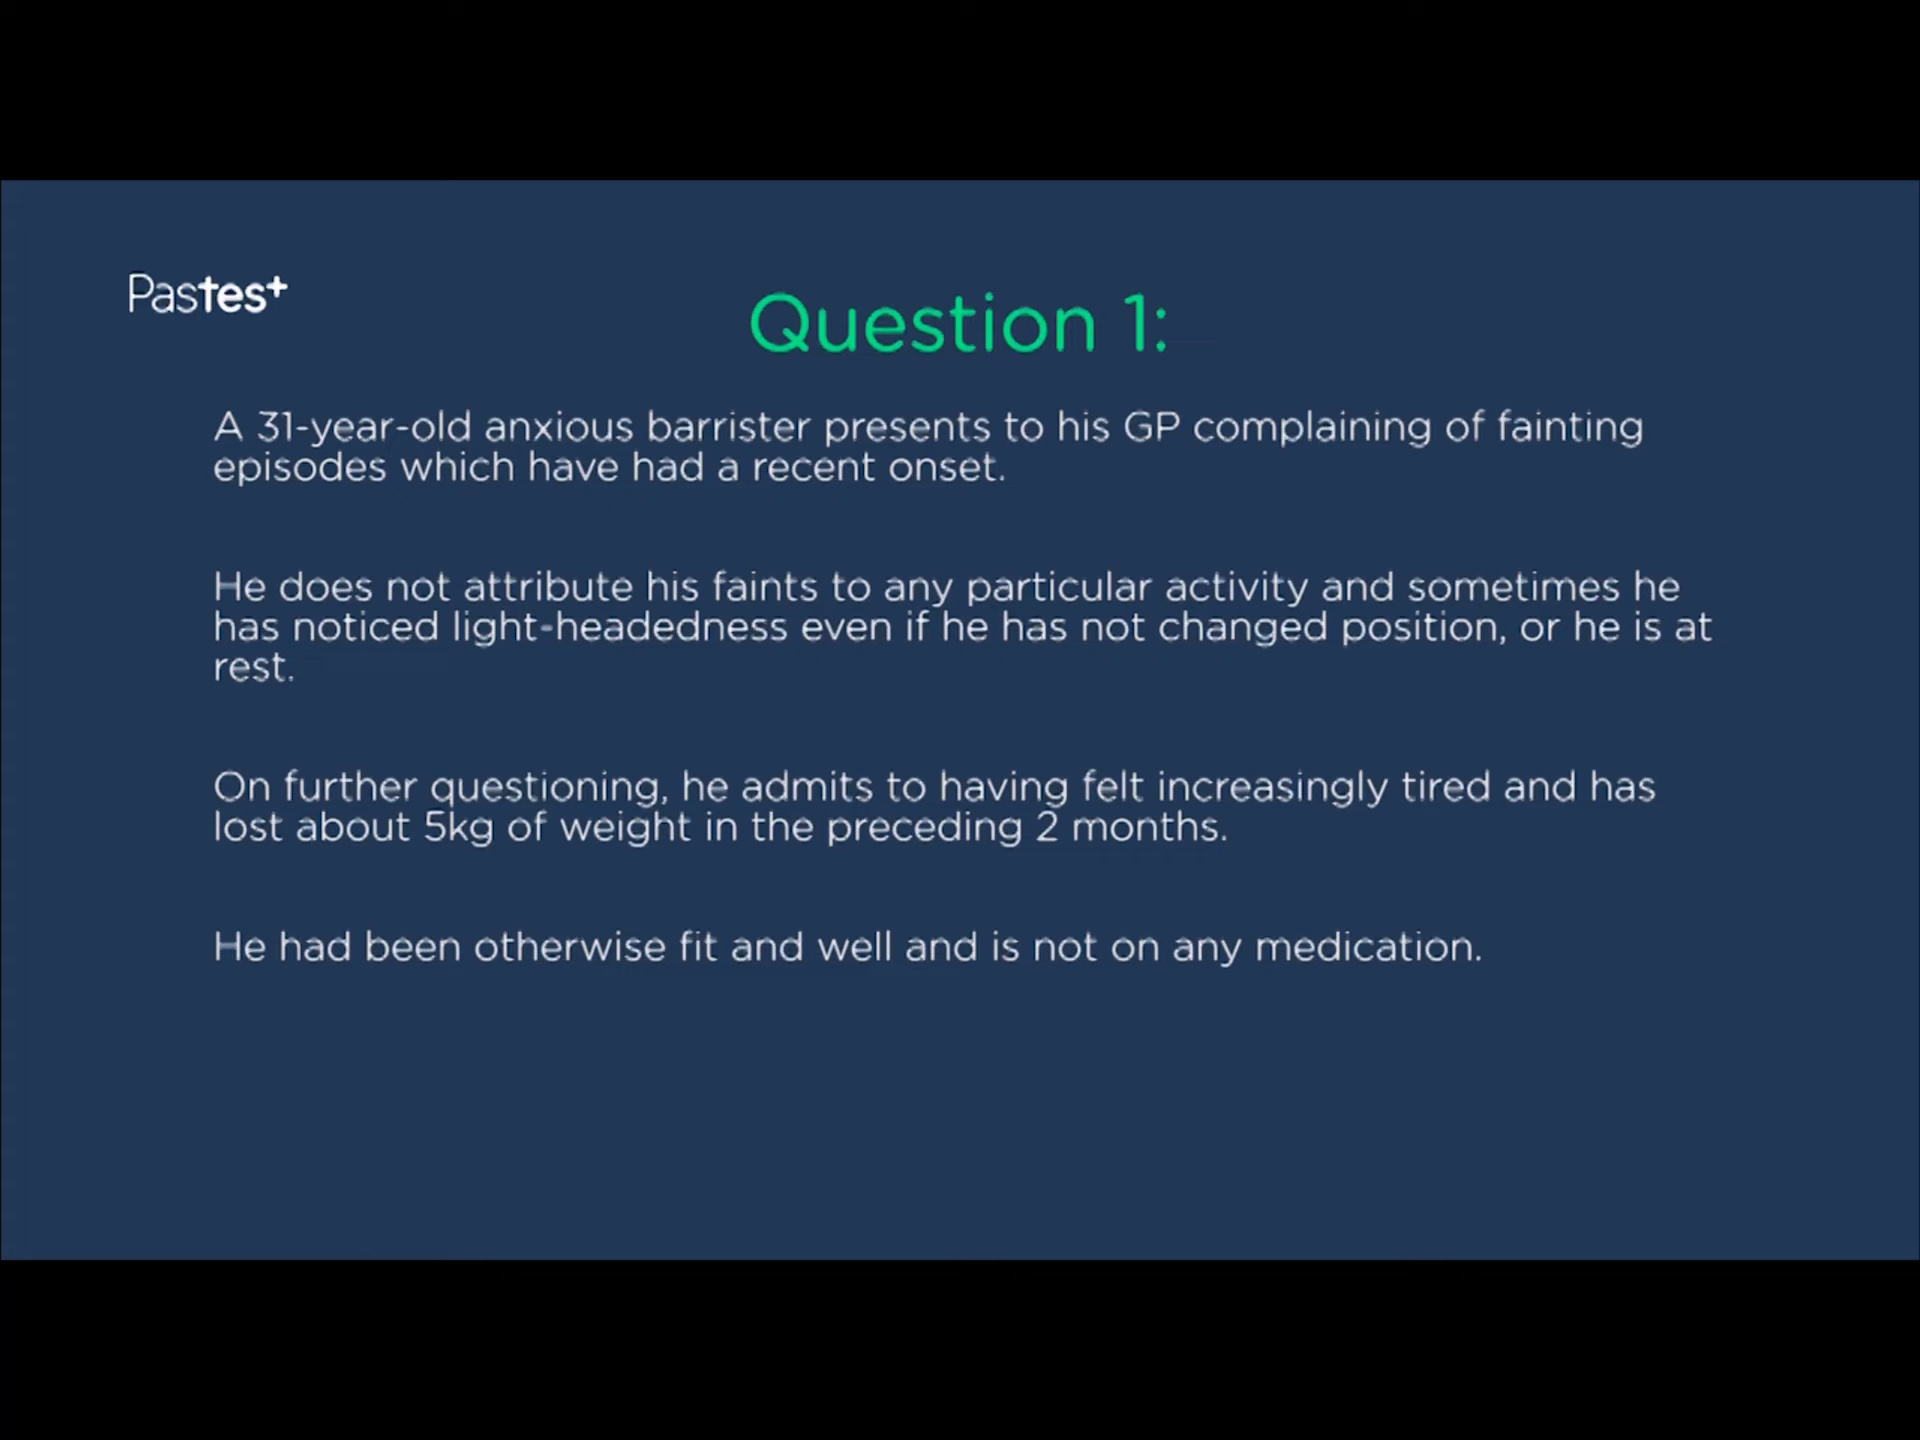 Pastest
Question 1:
A 31-year-old anxious barrister presents to his GP complaining of fainting
episodes which have had a recent onset.
He does not attribute his faints to any particular activity and sometimes he
has noticed light-headedness even if he has not changed position, or he is at
rest.
On further questioning, he admits to having felt increasingly tired and has
lost about 5kg of weight in the preceding 2 months.
He had been otherwise fit and well and is not on any medication.